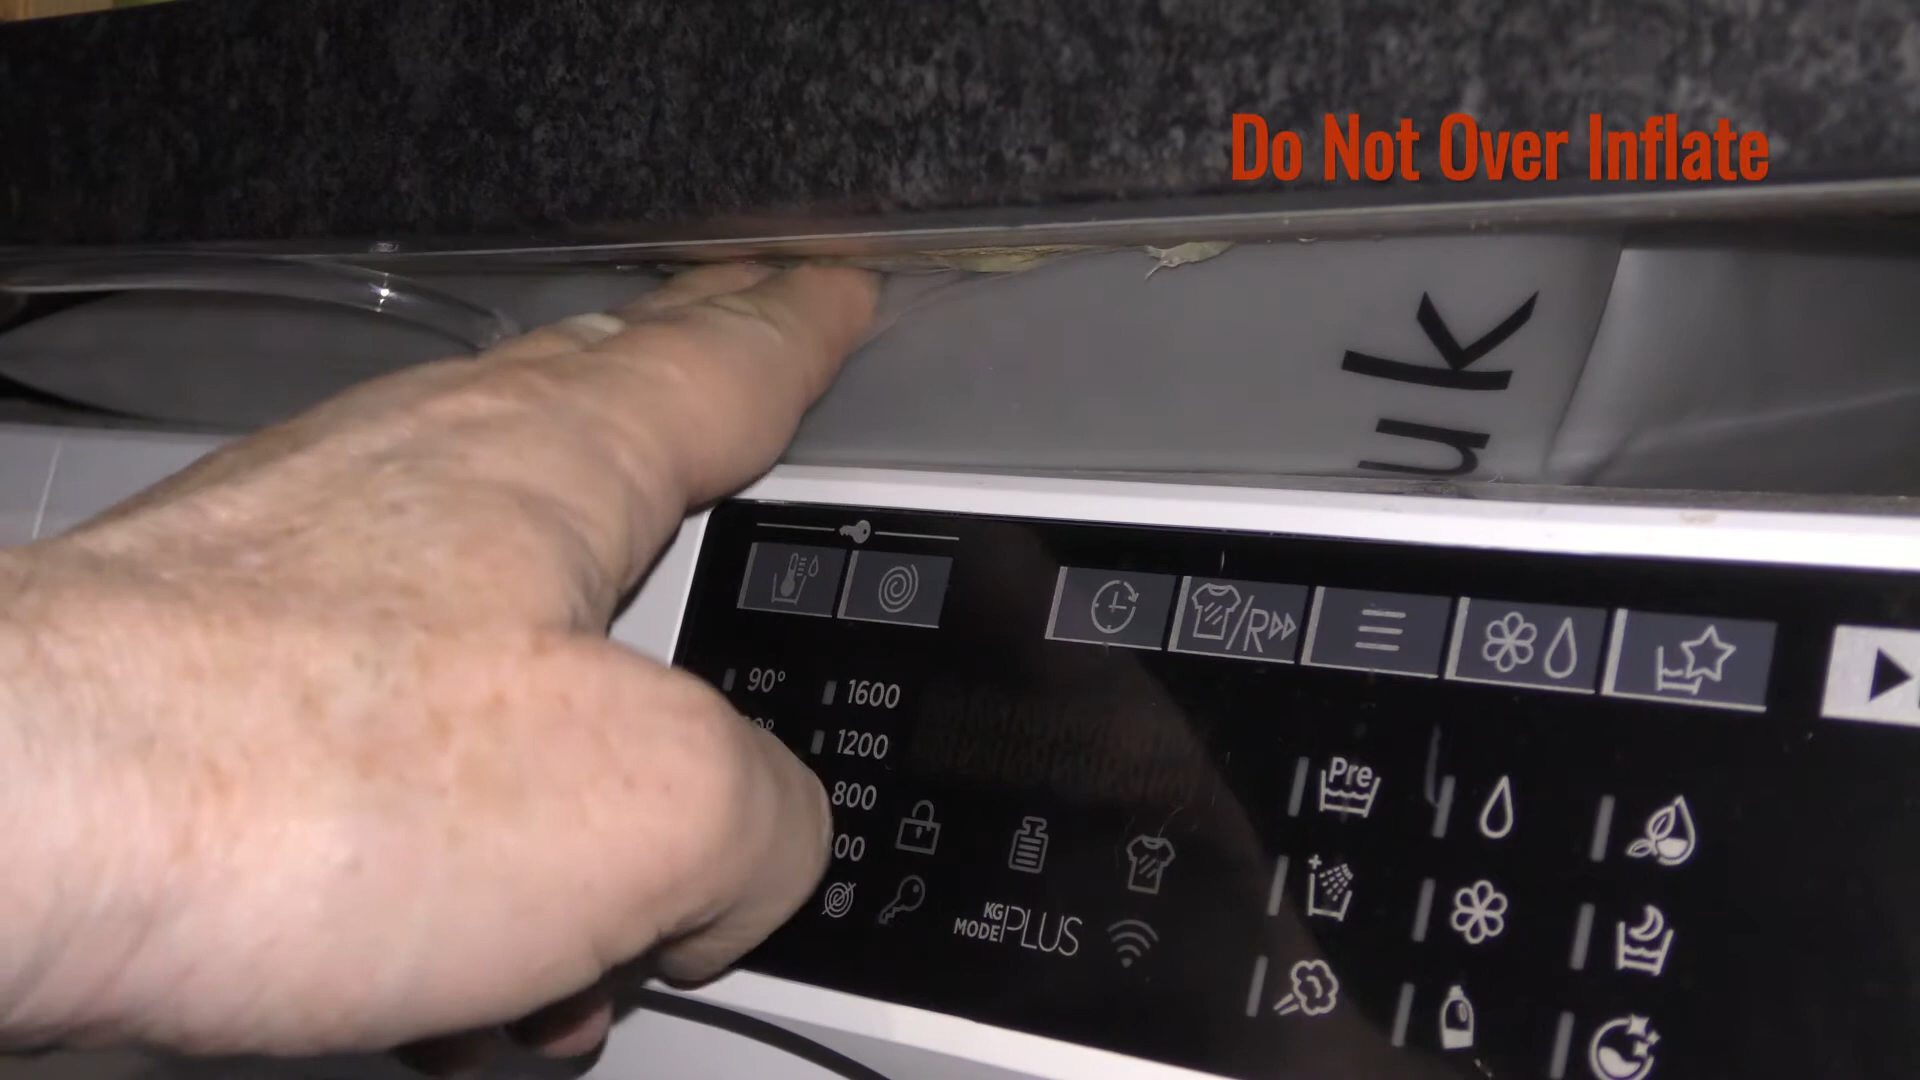 Do Not Over Inflate
uk
/R
90°
1600
1200
800
Pre
KG
MODE PLUS